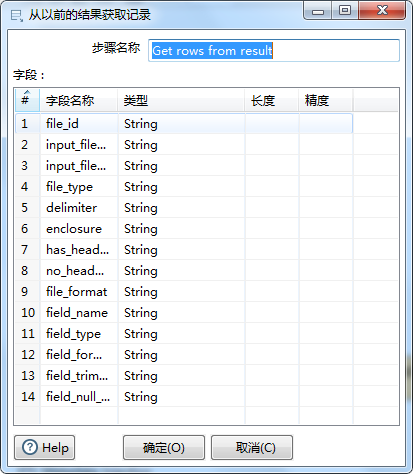 从以前的结果获取记录
步骤名称 Get rows from result
字段：
# 字段名称 类型 长度 精度
1 file_id String
2 input_file... String
3 input_file... String
4 file_type String
5 delimiter String
6 enclosure String
7 has_head... String
8 no_head... String
9 file_format String
10 field_name String
11 field_type String
12 field_for... String
13 field_trim... String
14 field_null_... String
Help 确定(O) 取消(C)